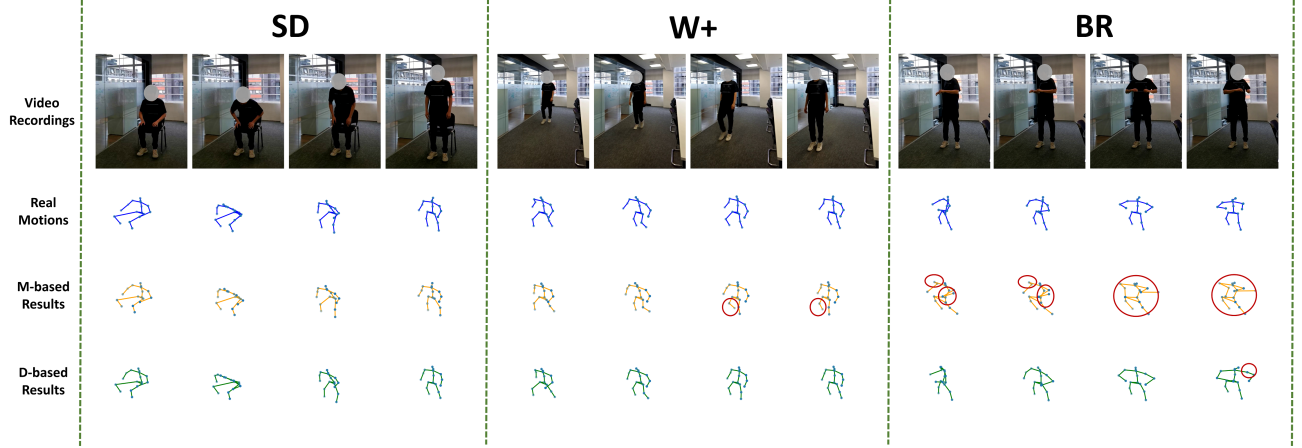 SD
W+
BR
Video
Recordings
Real
Motions
M-based
Results
D-based
Results